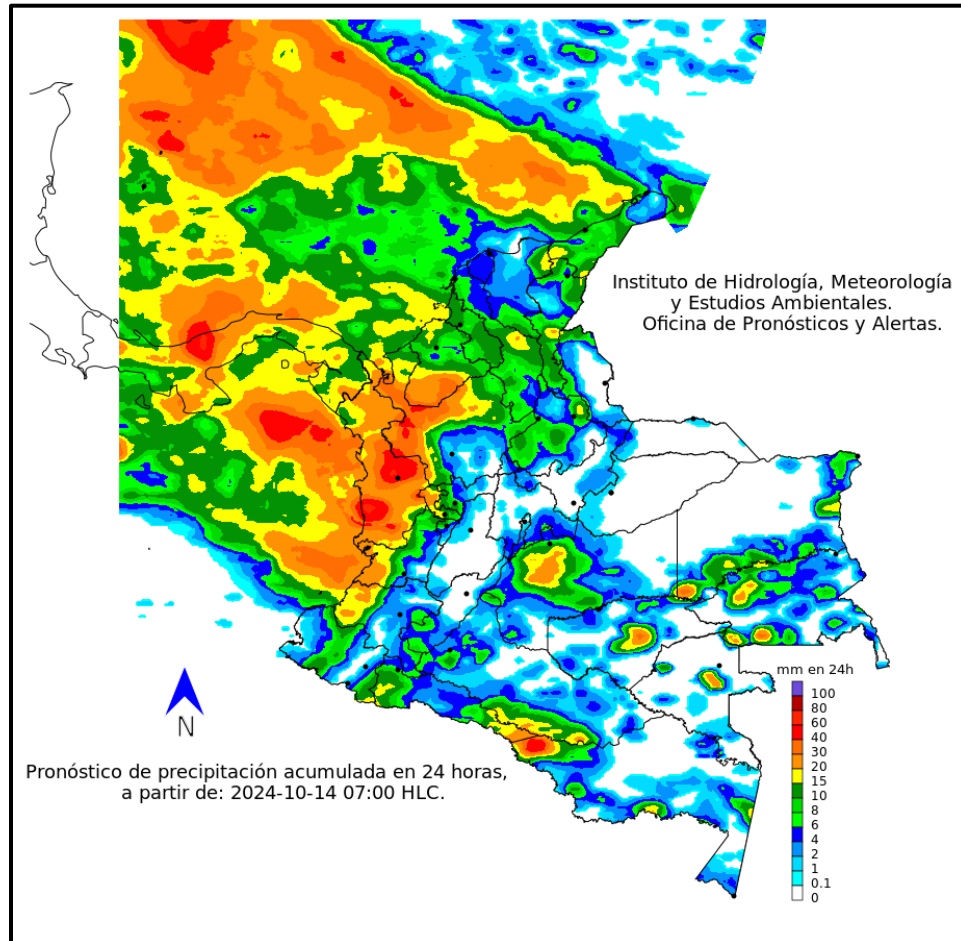 Instituto de Hidrología, Meteorología
y Estudios Ambientales.
Oficina de Pronósticos y Alertas.
mm en 24h
100
80
60
40
30
20
15
10
8
6
4
2
1
0.1
0
N
Pronóstico de precipitación acumulada en 24 horas,
a partir de: 2024-10-14 07:00 HLC.